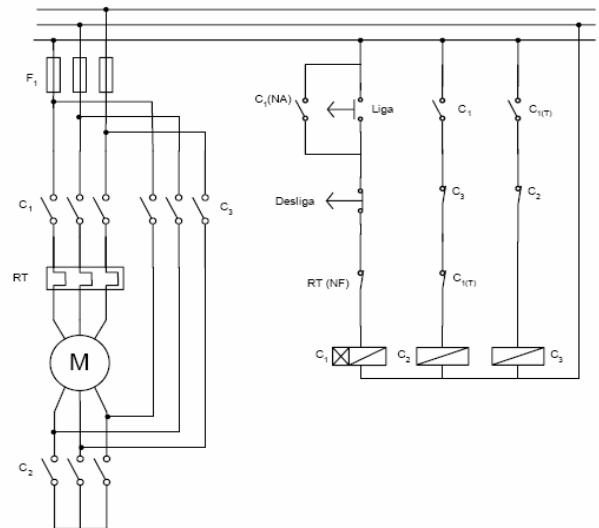 F1
C1
C3
RT
M
C2
C1(NA)
Liga
C1
C1(T)
Desliga
C3
C2
RT (NF)
C1(T)
C1
C2
C3